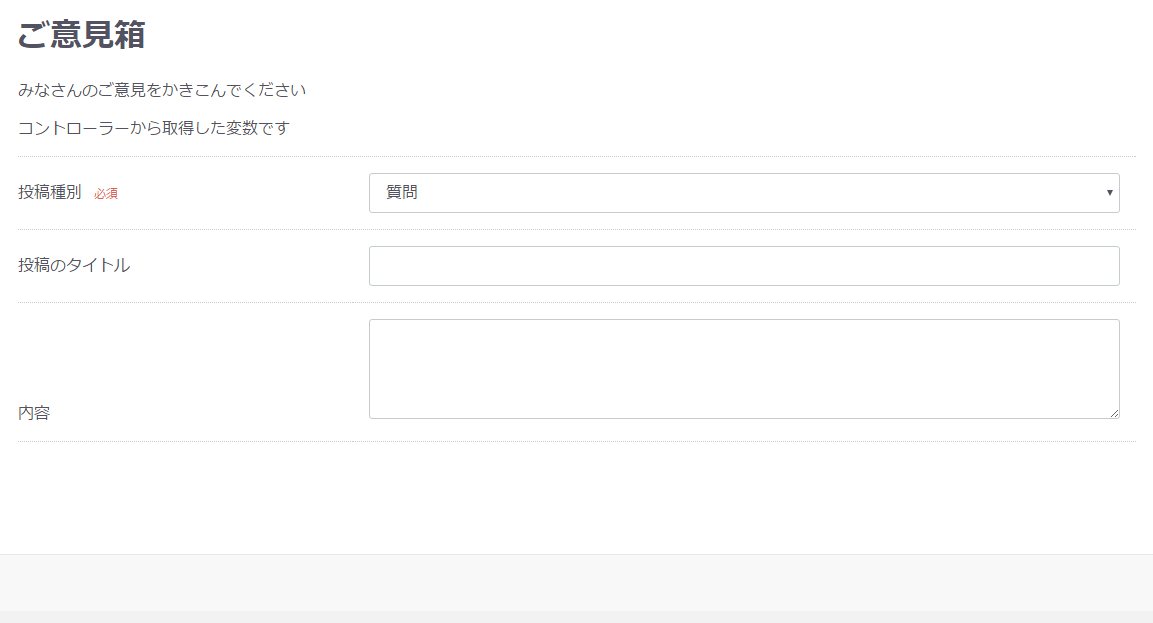 ご意見箱
みなさんのご意見をかきこんでください
コントローラーから取得した変数です
投稿種別 必須
質問
投稿のタイトル
内容